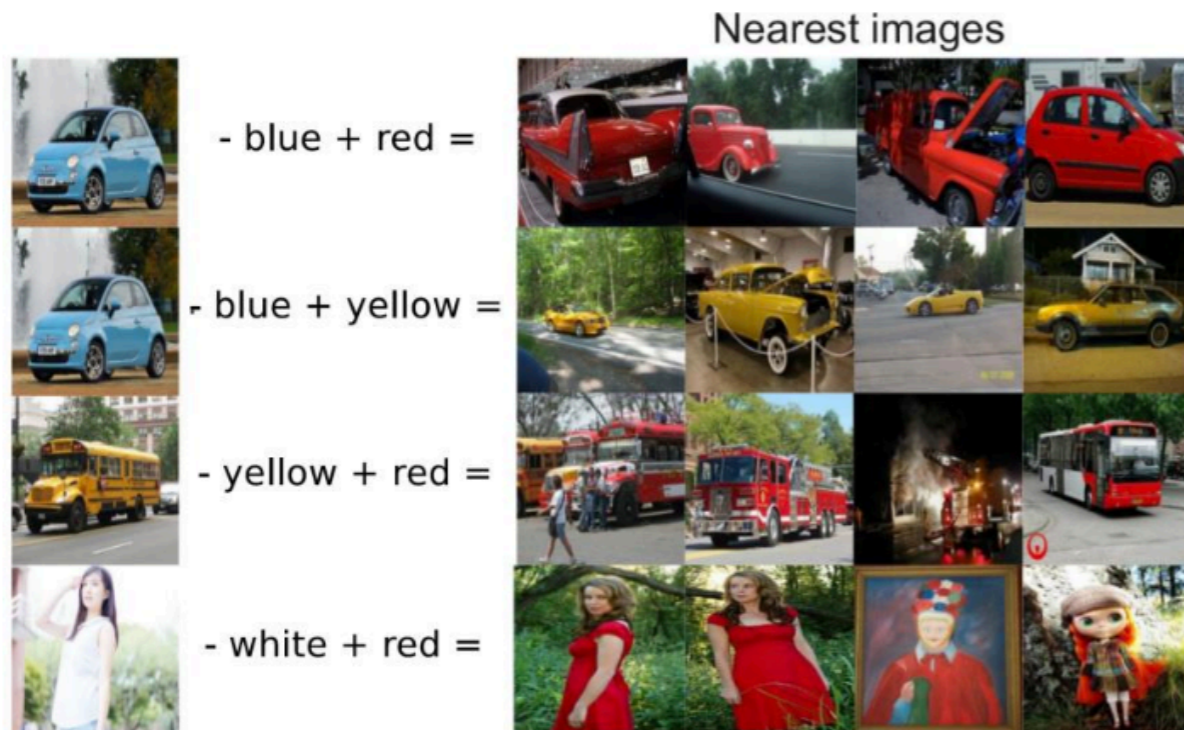 Nearest images
- blue + red =
- blue + yellow =
- yellow + red =
- white + red =